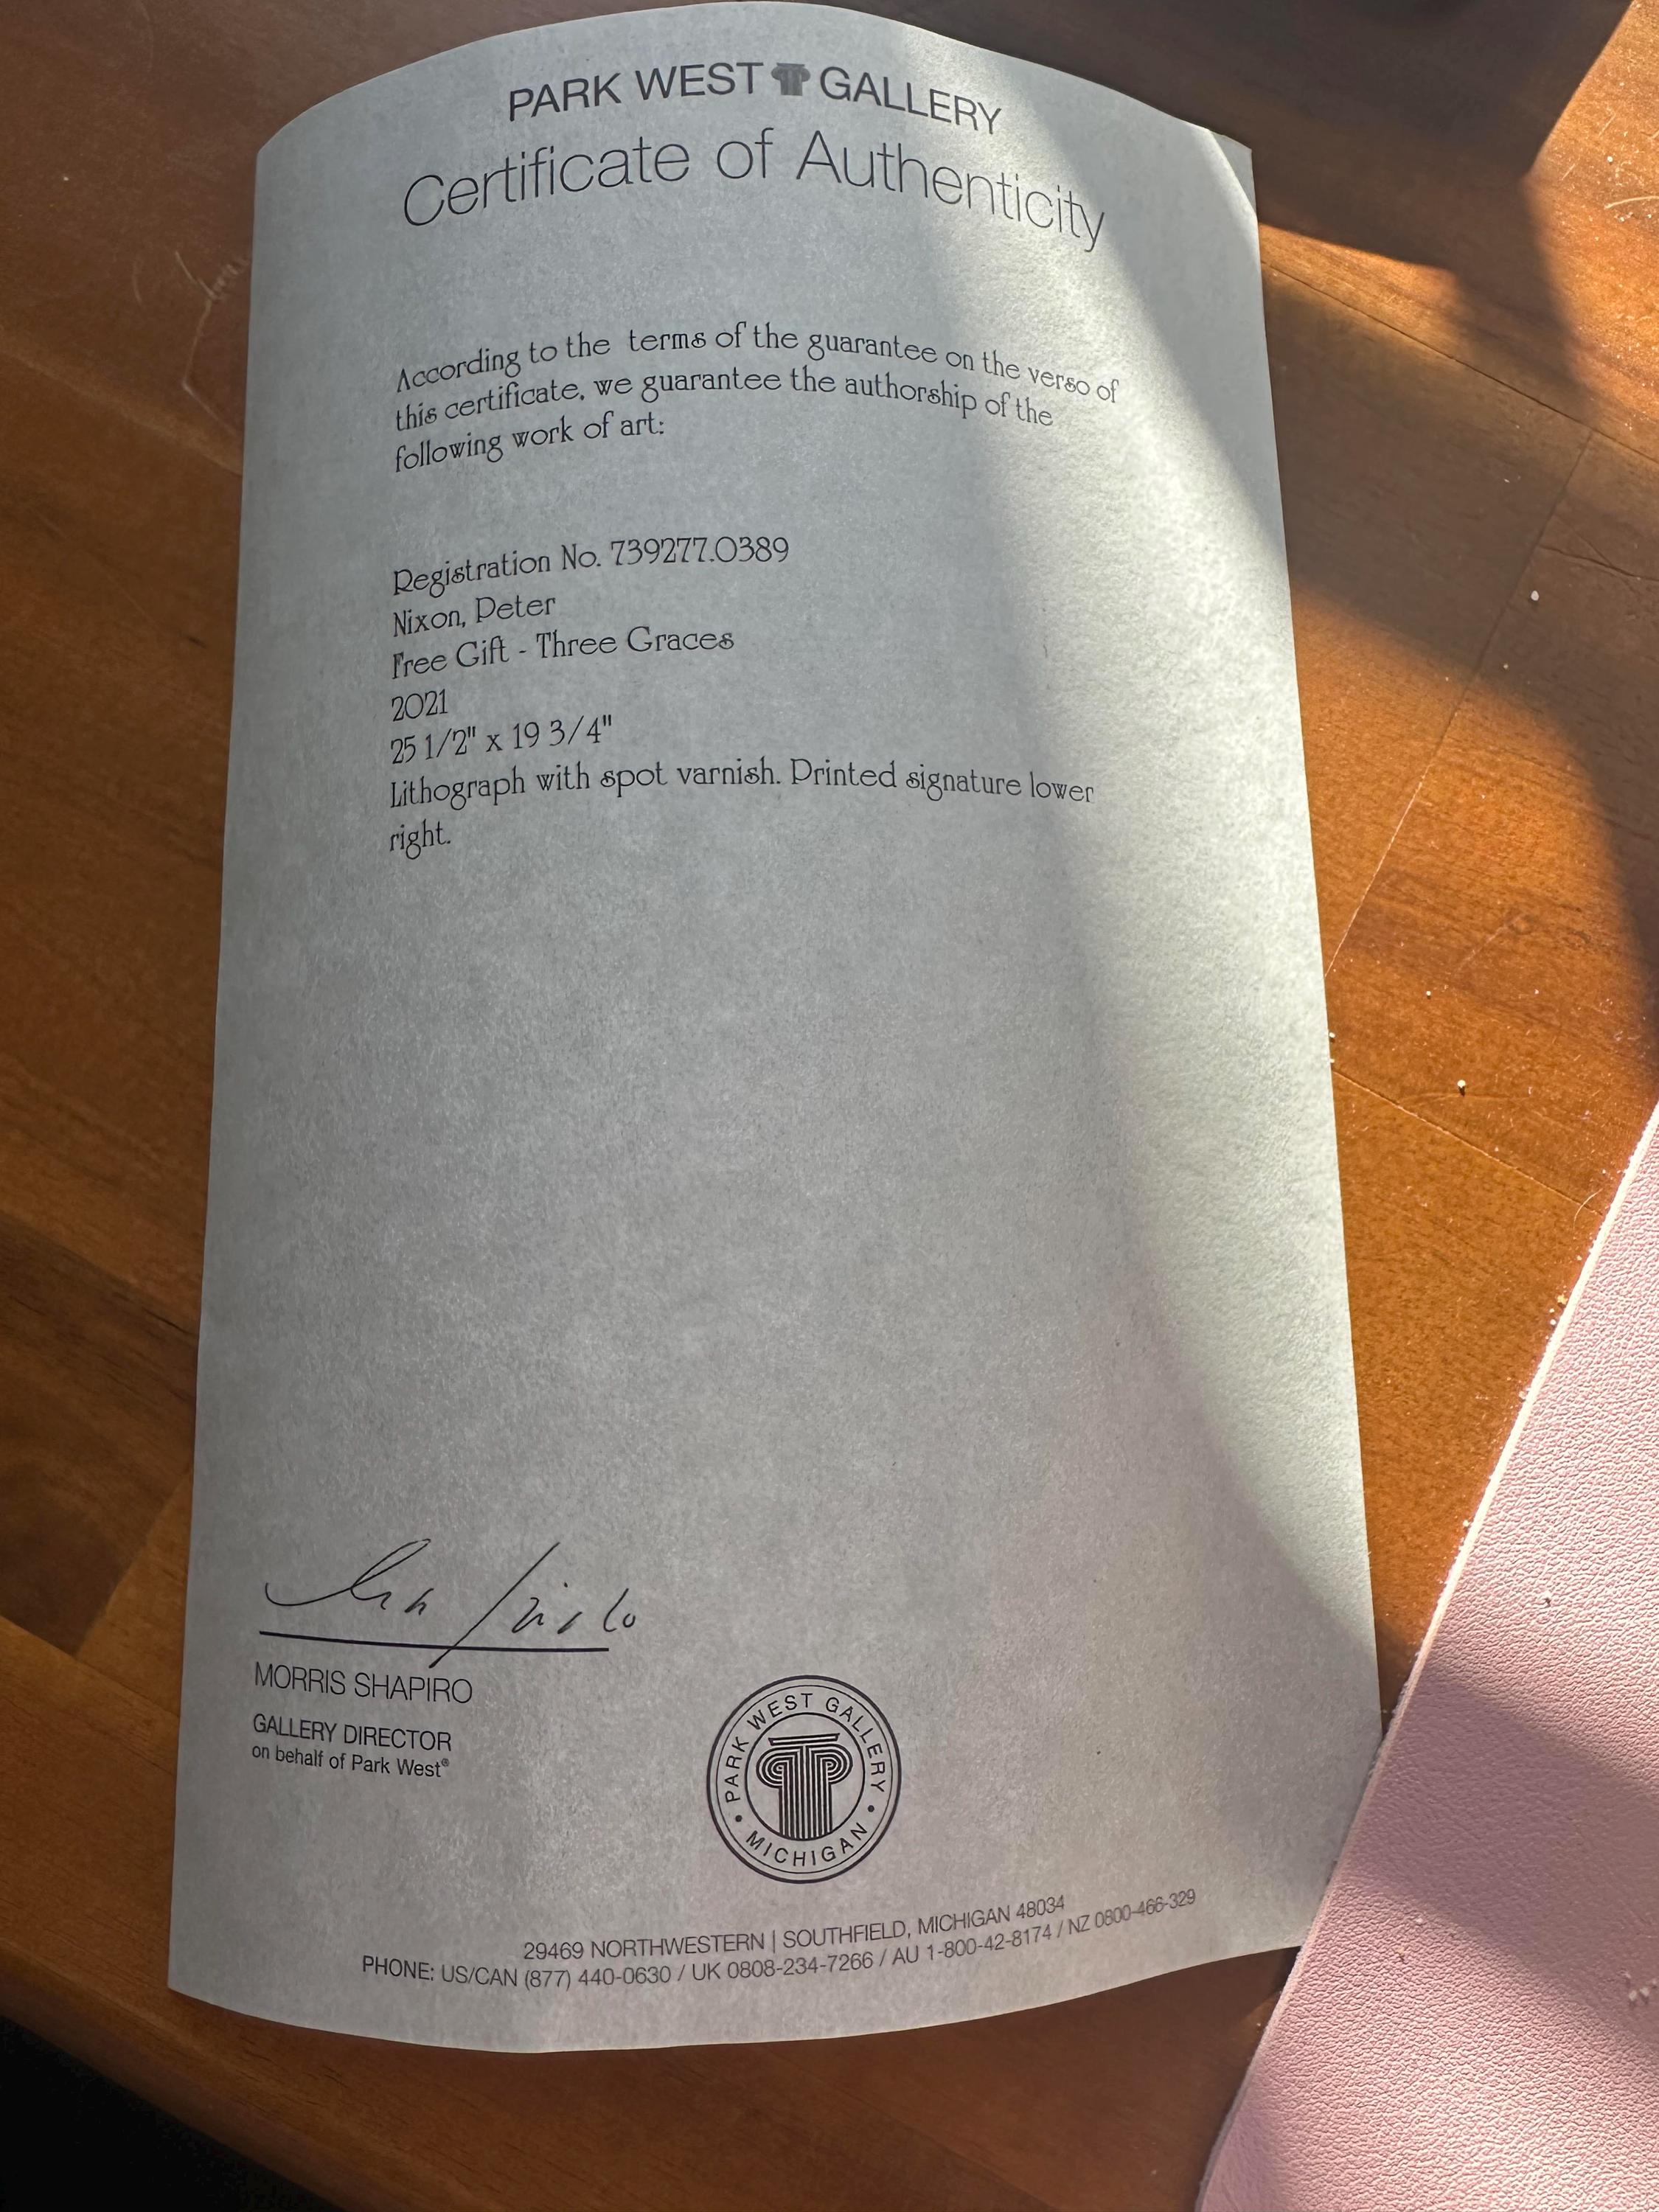 PARK WEST GALLERY
Certificate of Authenticity
According to the terms of the guarantee on the verso of
this certificate, we guarantee the authorship of the
following work of art:
Registration No. 739277.0389
Nixon, Peter
Free Gift - Three Graces
2021
25 1/2" x 19 3/4"
Lithograph with spot varnish. Printed signature lower
right.
MORRIS SHAPIRO
GALLERY DIRECTOR
on behalf of Park West®
PARK WEST GALLERY
• MICHIGAN •
29469 NORTHWESTERN | SOUTHFIELD, MICHIGAN 48034
PHONE: US/CAN (877) 440-0630 / UK 0808-234-7266 / AU 1-800-42-8174 / NZ 0800-466-329